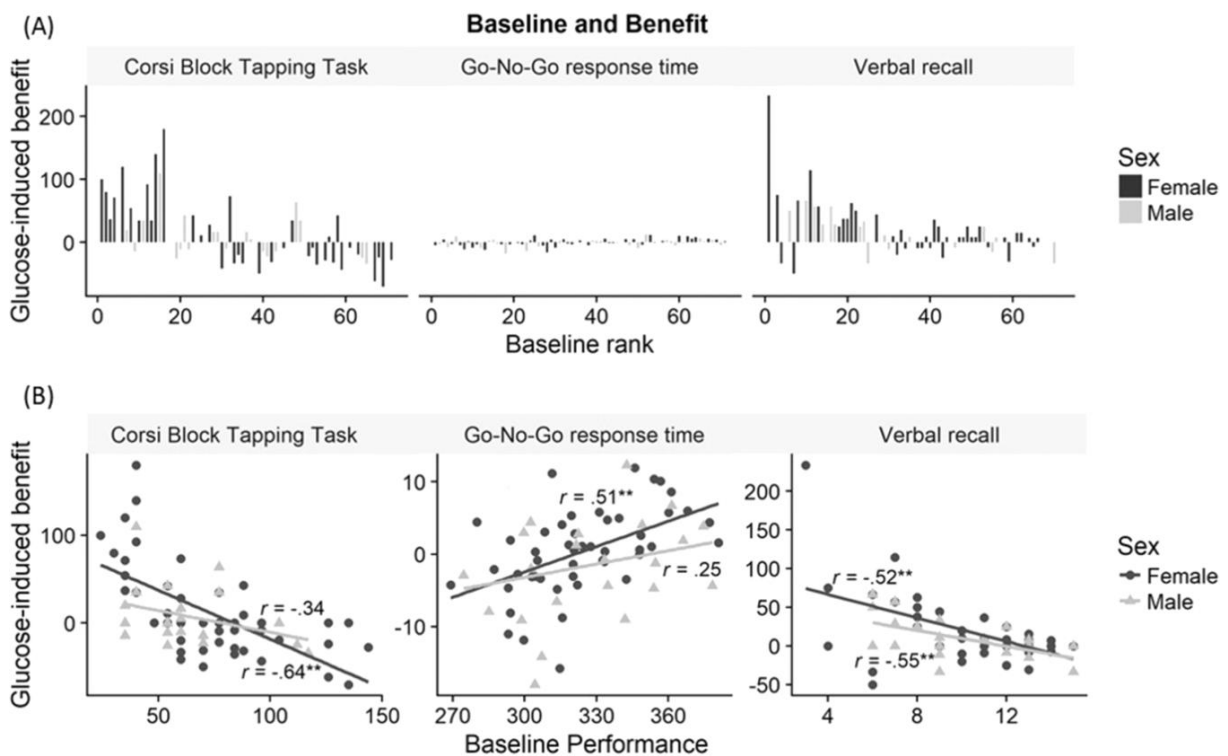 (A)
Baseline and Benefit
Corsi Block Tapping Task Go-No-Go response time Verbal recall
Glucose-induced benefit
200
100
0
0 20 40 60 0 20 40 60 0 20 40 60
Baseline rank
Sex
Female
Male
(B)
Corsi Block Tapping Task Go-No-Go response time Verbal recall
Glucose-induced benefit
100
0
r = -.34
r = -.64**
50 100 150
10
0
-10
r = .51**
r = .25
270 300 330 360
200
150
100
50
0
-50
r = -.52**
r = -.55**
4 8 12
Baseline Performance
Sex
Female
Male